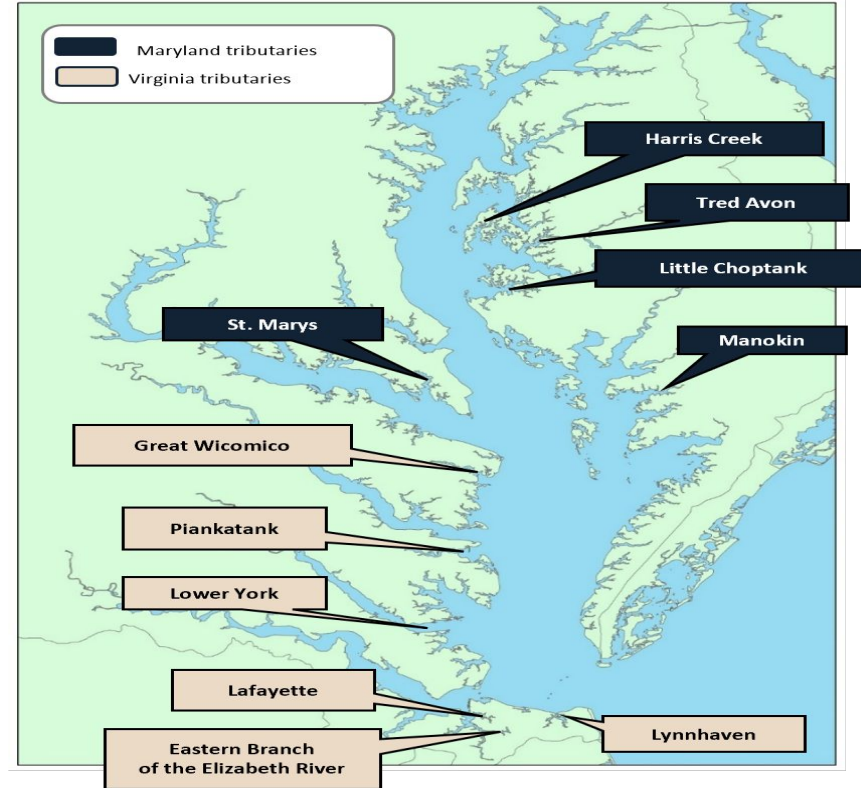 Maryland tributaries
Virginia tributaries
Harris Creek
Tred Avon
Little Choptank
St. Marys
Manokin
Great Wicomico
Piankatank
Lower York
Lafayette
Lynnhaven
Eastern Branch
of the Elizabeth River